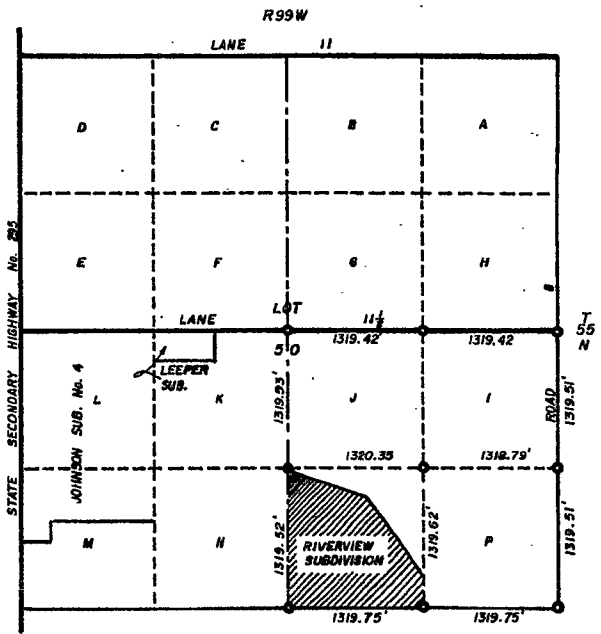 R99W
LANE 11
D C B A
E F G H
STATE SECONDARY HIGHWAY No. 295
LOT
50
LANE 11½
T
55
N
1319.42' 1319.42
LEEPER
SUB.
JOHNSON SUB. No. 4
L K J I
1319.93'
ROAD
8
1319.51'
1320.35 1318.79'
M N P
RIVERVIEW
SUBDIVISION
1319.52'
1319.62'
1319.51'
1319.75' 1319.75'